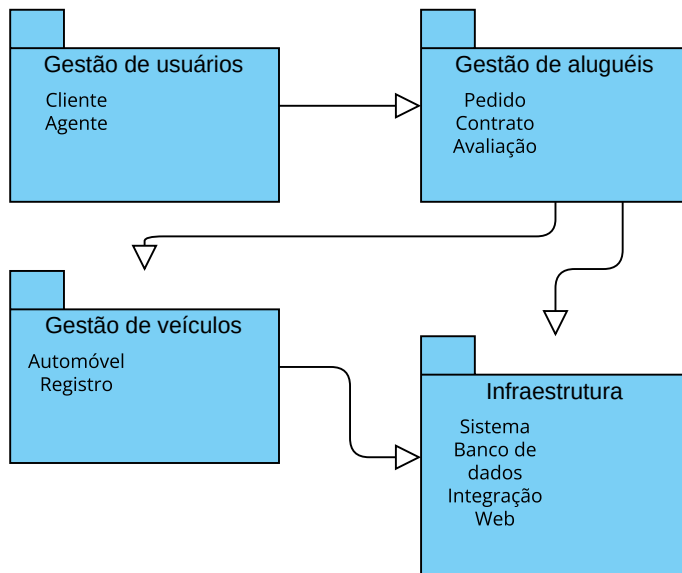 Gestão de usuários
Cliente
Agente
Gestão de aluguéis
Pedido
Contrato
Avaliação
Gestão de veículos
Automóvel
Registro
Infraestrutura
Sistema
Banco de
dados
Integração
Web